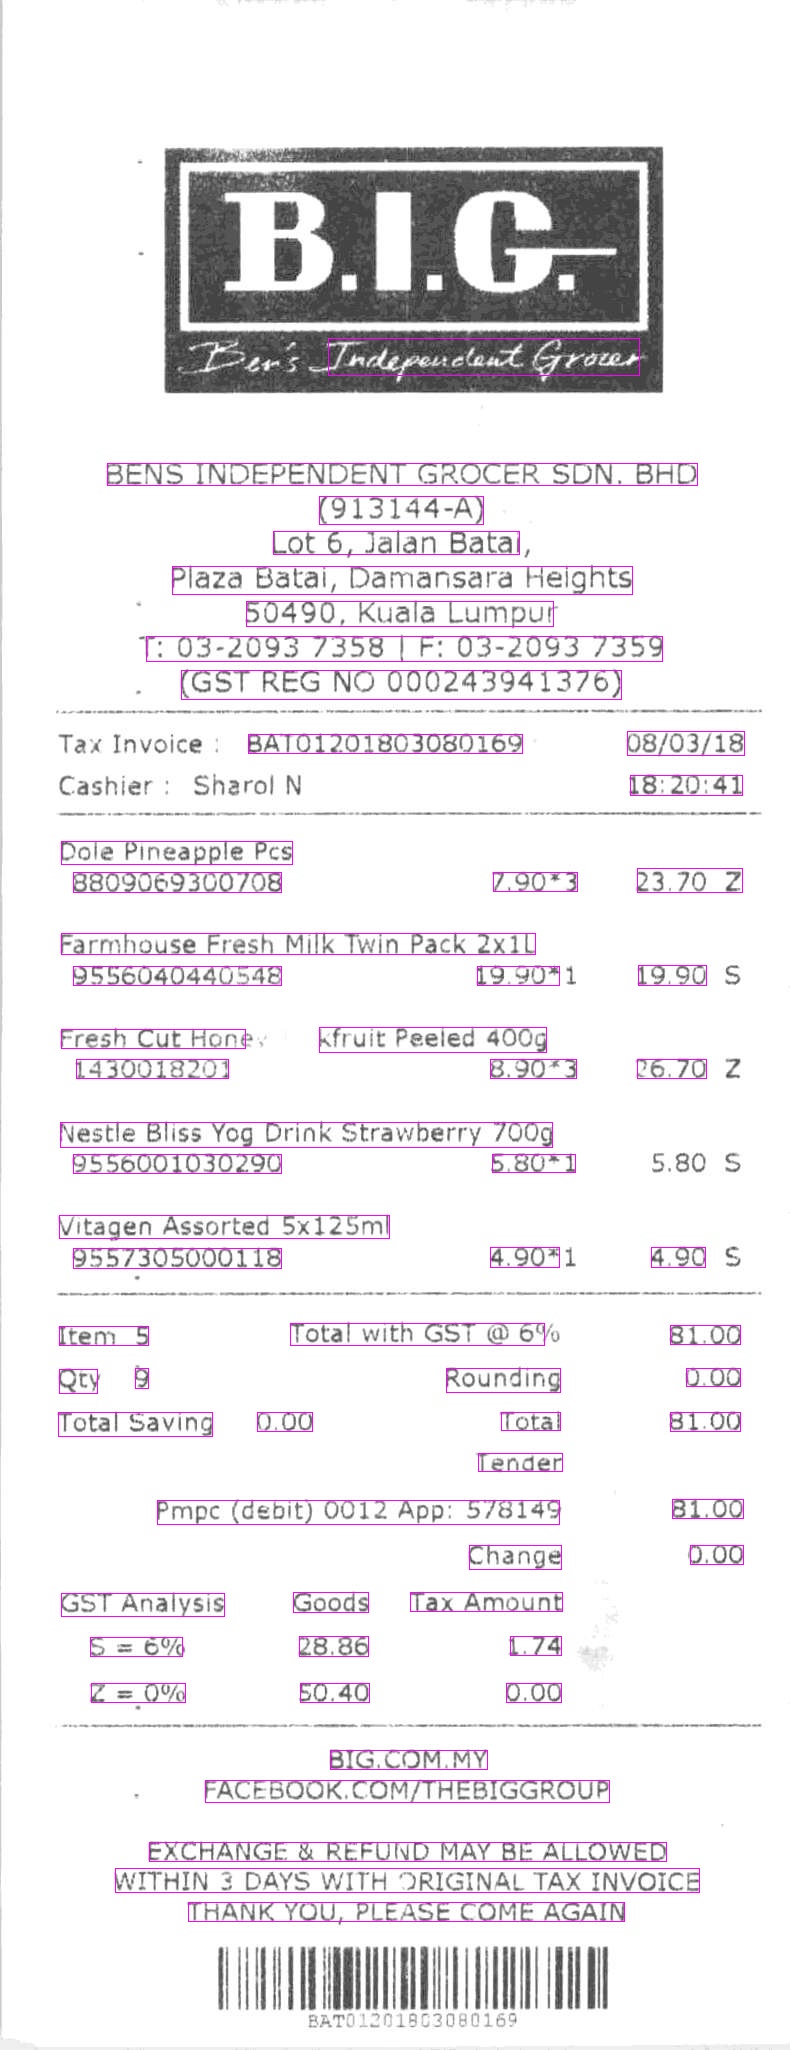 B.I.G.
Ben's Independent Grocer
BENS INDEPENDENT GROCER SDN. BHD
(913144-A)
Lot 6, Jalan Batai,
Plaza Batai, Damansara Heights
50490, Kuala Lumpur
T: 03-2093 7358 | F: 03-2093 7359
(GST REG NO 000243941376)
Tax Invoice : BAT01201803080169 08/03/18
Cashier : Sharol N 18:20:41
Dole Pineapple Pcs
8809069300708 7.90*3 23.70 Z
Farmhouse Fresh Milk Twin Pack 2x1L
9556040440548 19.90*1 19.90 S
Fresh Cut Honey kfruit Peeled 400g
1430018201 8.90*3 26.70 Z
Nestle Bliss Yog Drink Strawberry 700g
9556001030290 5.80*1 5.80 S
Vitagen Assorted 5x125ml
9557305000118 4.90*1 4.90 S
Item 5 Total with GST @ 6% 81.00
Qty 9 Rounding 0.00
Total Saving 0.00 Total 81.00
Tender
Pmpc (debit) 0012 App: 578149 81.00
Change 0.00
GST Analysis Goods Tax Amount
S = 6% 28.86 1.74
Z = 0% 50.40 0.00
BIG.COM.MY
FACEBOOK.COM/THEBIGGROUP
EXCHANGE & REFUND MAY BE ALLOWED
WITHIN 3 DAYS WITH ORIGINAL TAX INVOICE
THANK YOU, PLEASE COME AGAIN
BAT01201803080169